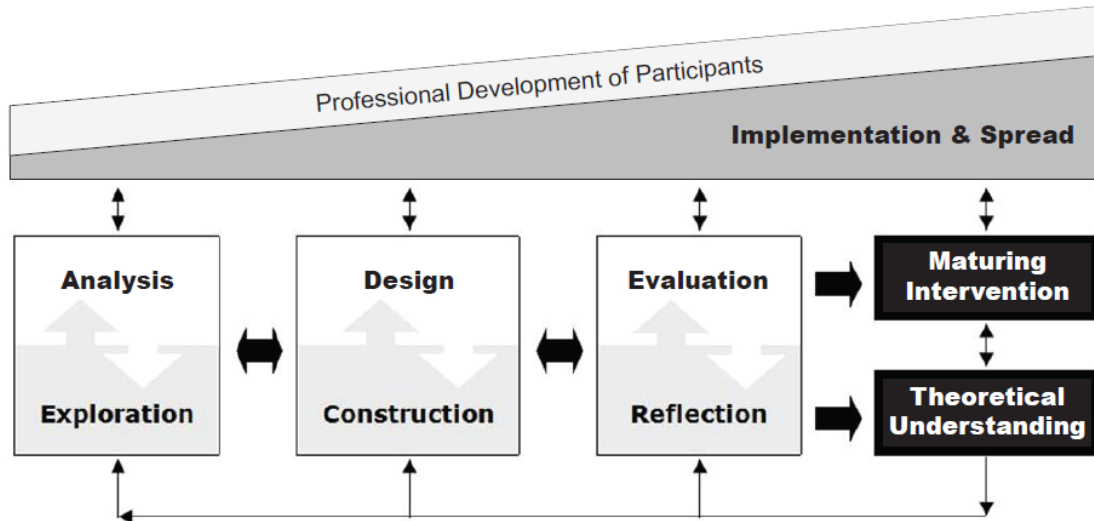 Professional Development of Participants
Implementation & Spread
Analysis
Exploration
Design
Construction
Evaluation
Reflection
Maturing
Intervention
Theoretical
Understanding